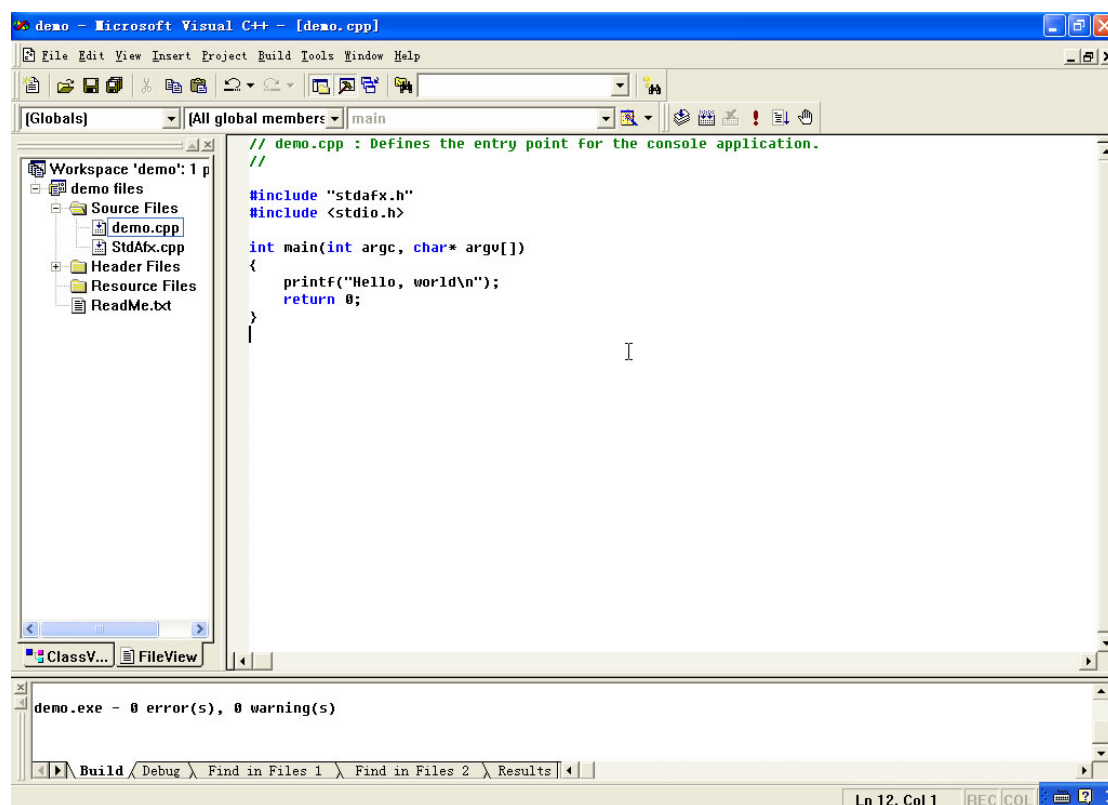 demo - Microsoft Visual C++ - [demo.cpp]
File Edit View Insert Project Build Tools Window Help
(Globals) (All global members main
Workspace 'demo': 1 p
demo files
Source Files
demo.cpp
StdAfx.cpp
Header Files
Resource Files
ReadMe.txt
ClassV... FileView
// demo.cpp : Defines the entry point for the console application.
//
#include "stdafx.h"
#include <stdio.h>
int main(int argc, char* argv[])
{
printf("Hello, world\n");
return 0;
}
demo.exe - 0 error(s), 0 warning(s)
Build Debug Find in Files 1 Find in Files 2 Results
Ln 12, Col 1 REC COL